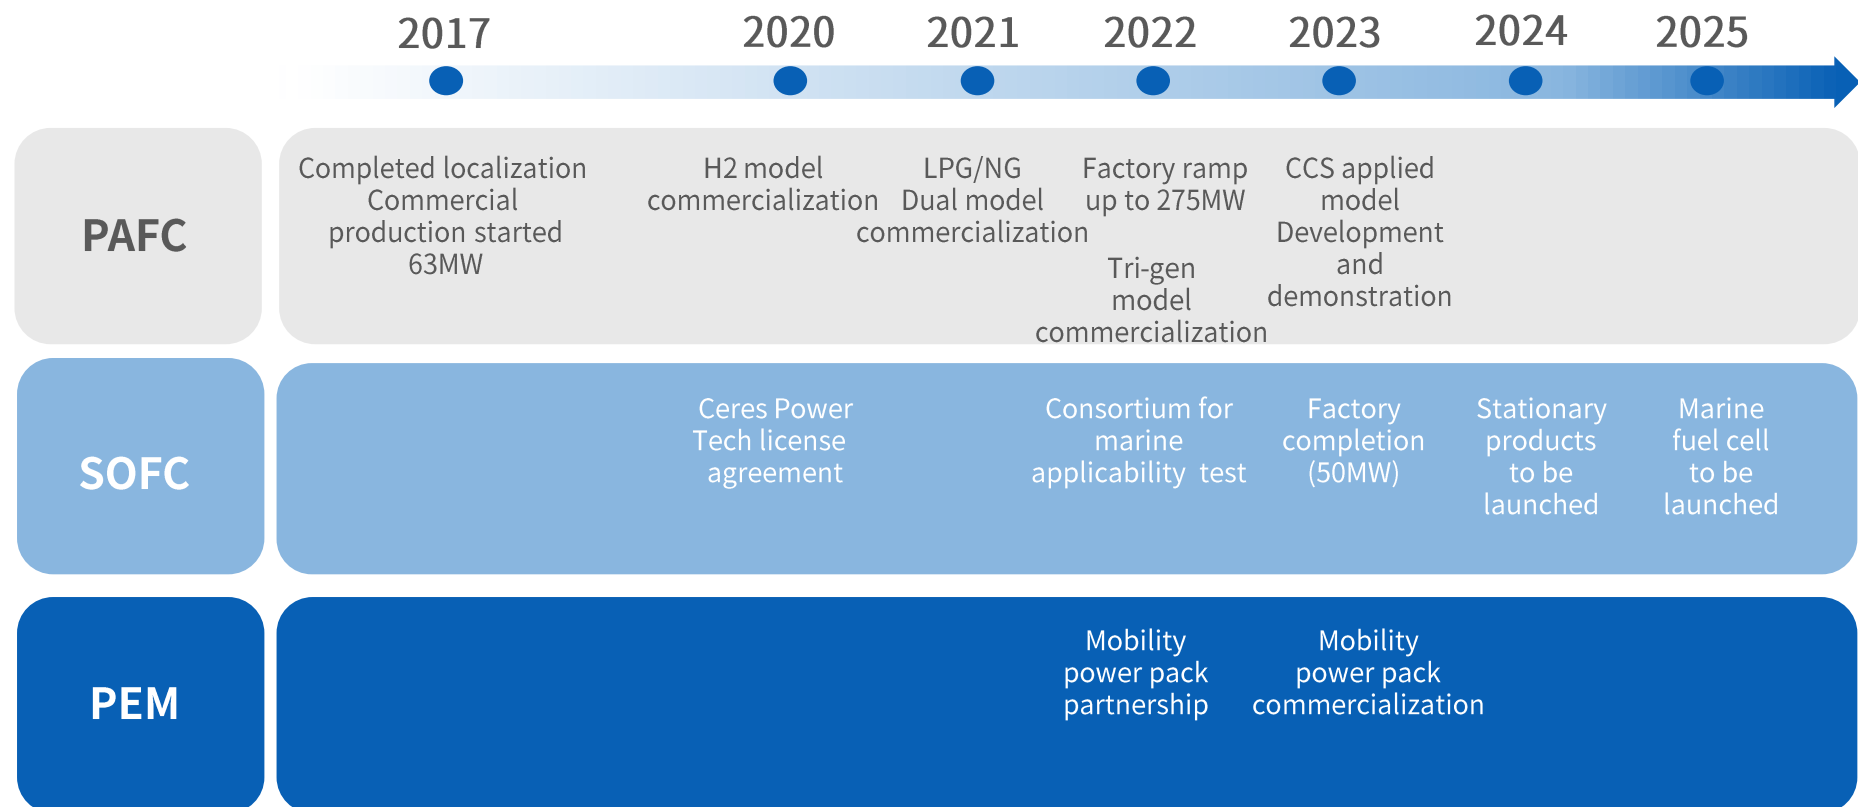 2017 2020 2021 2022 2023 2024 2025
PAFC
Completed localization
Commercial
production started
63MW
H2 model
commercialization
LPG/NG
Dual model
commercialization
Factory ramp
up to 275MW
Tri-gen
model
commercialization
CCS applied
model
Development
and
demonstration
SOFC
Ceres Power
Tech license
agreement
Consortium for
marine
applicability test
Factory
completion
(50MW)
Stationary
products
to be
launched
Marine
fuel cell
to be
launched
PEM
Mobility
power pack
partnership
Mobility
power pack
commercialization